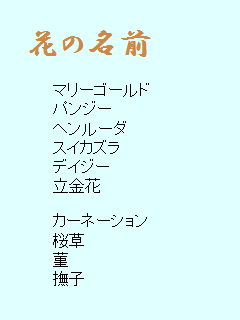 花の名前
マリーゴールド
パンジー
ヘンルーダ
スイカズラ
デイジー
立金花
カーネーション
桜草
菫
撫子